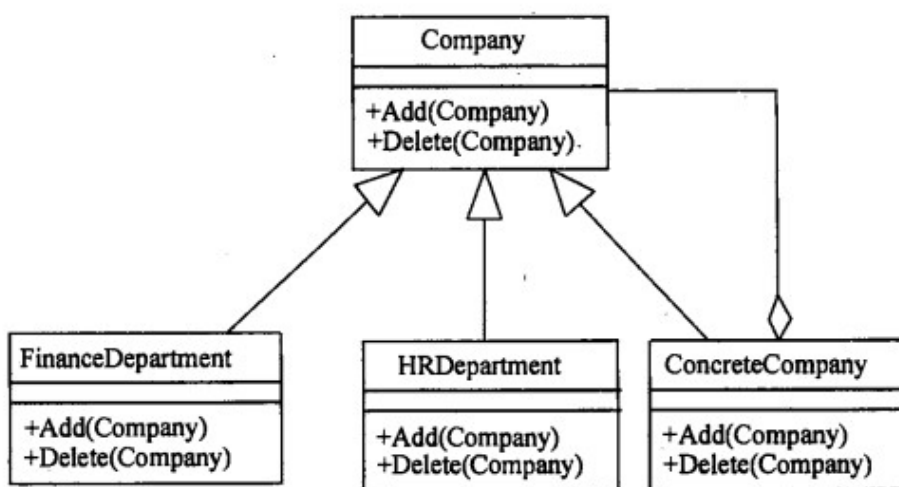 Company
+Add(Company)
+Delete(Company)
FinanceDepartment
+Add(Company)
+Delete(Company)
HRDepartment
+Add(Company)
+Delete(Company)
ConcreteCompany
+Add(Company)
+Delete(Company)